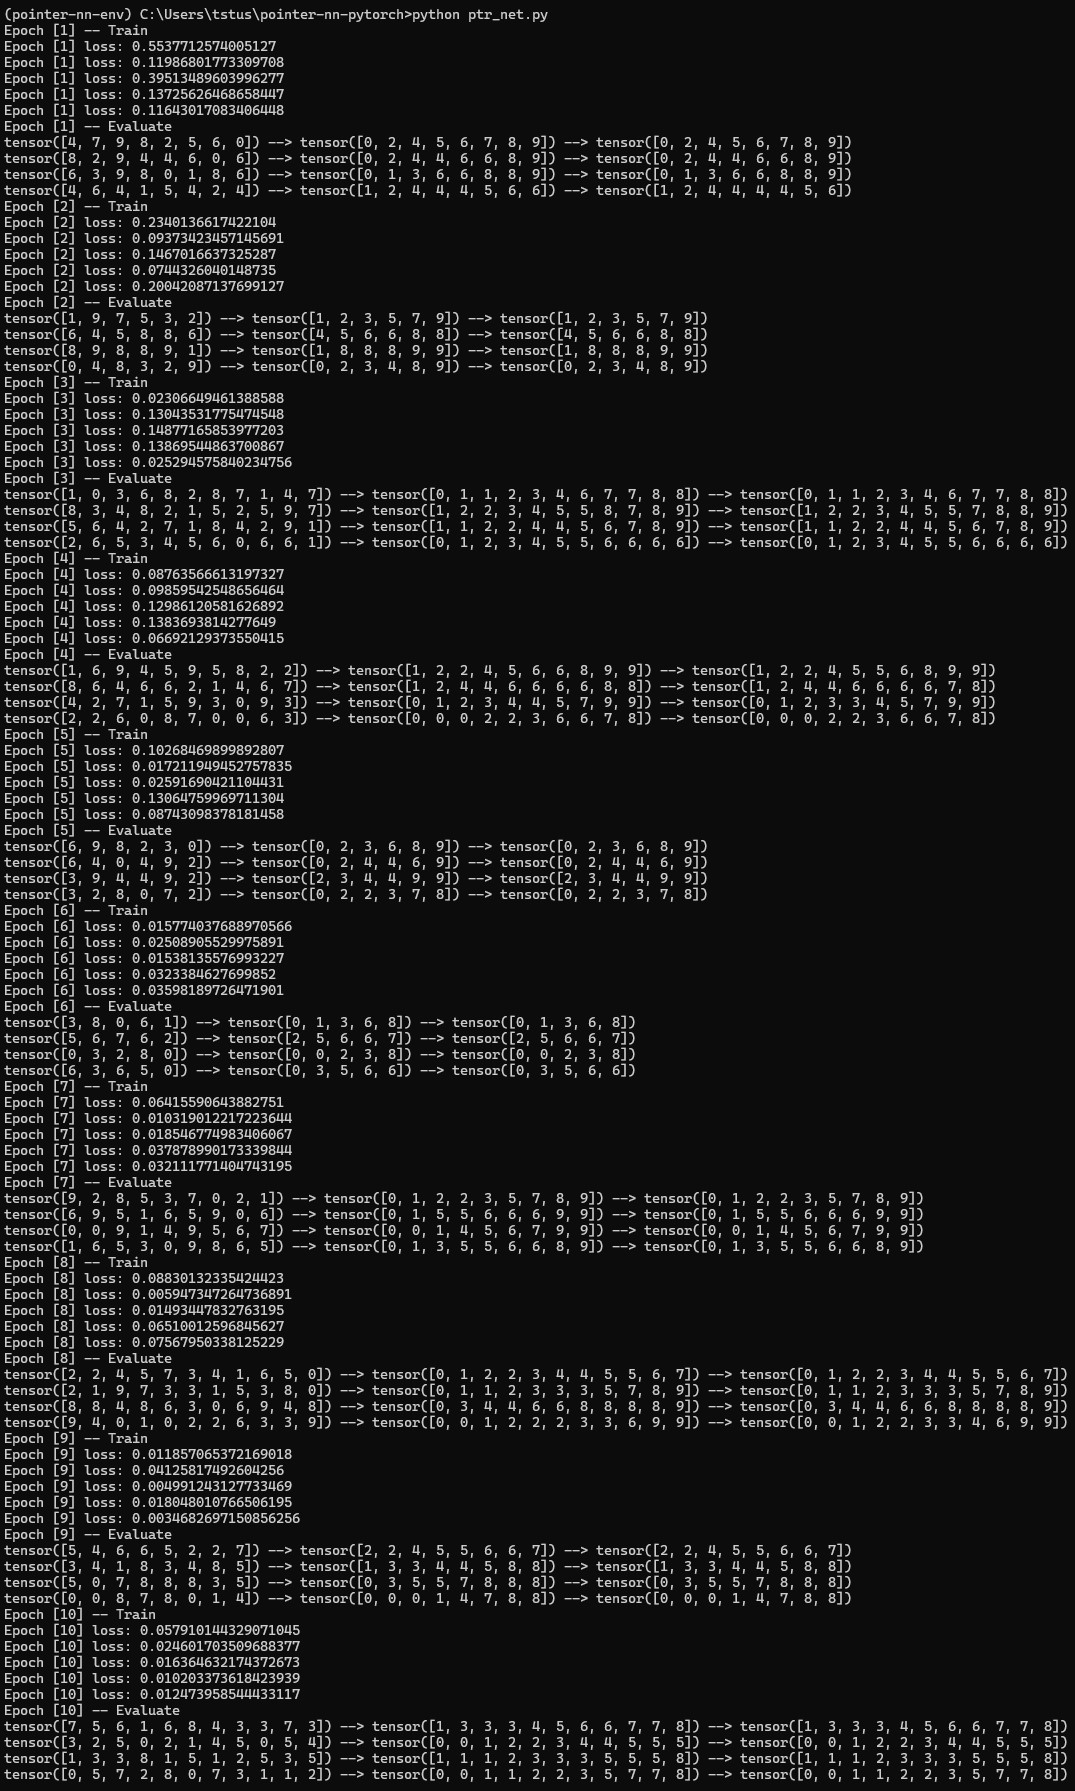 (pointer-nn-env) C:\Users\tstus\pointer-nn-pytorch>python ptr_net.py
Epoch [1] -- Train
Epoch [1] loss: 0.5537712574005127
Epoch [1] loss: 0.11986801773309708
Epoch [1] loss: 0.39513489603996277
Epoch [1] loss: 0.13725626468658447
Epoch [1] loss: 0.11643017083406448
Epoch [1] -- Evaluate
tensor([4, 7, 9, 8, 2, 5, 6, 0]) --> tensor([0, 2, 4, 5, 6, 7, 8, 9]) --> tensor([0, 2, 4, 5, 6, 7, 8, 9])
tensor([8, 2, 9, 4, 4, 6, 0, 6]) --> tensor([0, 2, 4, 4, 6, 6, 8, 9]) --> tensor([0, 2, 4, 4, 6, 6, 8, 9])
tensor([6, 3, 9, 8, 0, 1, 8, 6]) --> tensor([0, 1, 3, 6, 6, 8, 8, 9]) --> tensor([0, 1, 3, 6, 6, 8, 8, 9])
tensor([4, 6, 4, 1, 5, 4, 2, 4]) --> tensor([1, 2, 4, 4, 4, 5, 6, 6]) --> tensor([1, 2, 4, 4, 4, 4, 5, 6])
Epoch [2] -- Train
Epoch [2] loss: 0.2340136617422104
Epoch [2] loss: 0.09373423457145691
Epoch [2] loss: 0.1467016637325287
Epoch [2] loss: 0.0744326040148735
Epoch [2] loss: 0.20042087137699127
Epoch [2] -- Evaluate
tensor([1, 9, 7, 5, 3, 2]) --> tensor([1, 2, 3, 5, 7, 9]) --> tensor([1, 2, 3, 5, 7, 9])
tensor([6, 4, 5, 8, 8, 6]) --> tensor([4, 5, 6, 6, 8, 8]) --> tensor([4, 5, 6, 6, 8, 8])
tensor([8, 9, 8, 8, 9, 1]) --> tensor([1, 8, 8, 8, 9, 9]) --> tensor([1, 8, 8, 8, 9, 9])
tensor([0, 4, 8, 3, 2, 9]) --> tensor([0, 2, 3, 4, 8, 9]) --> tensor([0, 2, 3, 4, 8, 9])
Epoch [3] -- Train
Epoch [3] loss: 0.02306649461388588
Epoch [3] loss: 0.13043531775474548
Epoch [3] loss: 0.14877165853977203
Epoch [3] loss: 0.13869544863700867
Epoch [3] loss: 0.025294575840234756
Epoch [3] -- Evaluate
tensor([1, 0, 3, 6, 8, 2, 8, 7, 1, 4, 7]) --> tensor([0, 1, 1, 2, 3, 4, 6, 7, 7, 8, 8]) --> tensor([0, 1, 1, 2, 3, 4, 6, 7, 7, 8, 8])
tensor([8, 3, 4, 8, 2, 1, 5, 2, 5, 9, 7]) --> tensor([1, 2, 2, 3, 4, 5, 5, 8, 7, 8, 9]) --> tensor([1, 2, 2, 3, 4, 5, 5, 7, 8, 8, 9])
tensor([5, 6, 4, 2, 7, 1, 8, 4, 2, 9, 1]) --> tensor([1, 1, 2, 2, 4, 4, 5, 6, 7, 8, 9]) --> tensor([1, 1, 2, 2, 4, 4, 5, 6, 7, 8, 9])
tensor([2, 6, 5, 3, 4, 5, 6, 0, 6, 6, 1]) --> tensor([0, 1, 2, 3, 4, 5, 5, 6, 6, 6, 6]) --> tensor([0, 1, 2, 3, 4, 5, 5, 6, 6, 6, 6])
Epoch [4] -- Train
Epoch [4] loss: 0.08763566613197327
Epoch [4] loss: 0.09859542548656464
Epoch [4] loss: 0.12986120581626892
Epoch [4] loss: 0.1383693814277649
Epoch [4] loss: 0.06692129373550415
Epoch [4] -- Evaluate
tensor([1, 6, 9, 4, 5, 9, 5, 8, 2, 2]) --> tensor([1, 2, 2, 4, 5, 6, 6, 8, 9, 9]) --> tensor([1, 2, 2, 4, 5, 5, 6, 8, 9, 9])
tensor([8, 6, 4, 6, 6, 2, 1, 4, 6, 7]) --> tensor([1, 2, 4, 4, 6, 6, 6, 6, 8, 8]) --> tensor([1, 2, 4, 4, 6, 6, 6, 6, 7, 8])
tensor([4, 2, 7, 1, 5, 9, 3, 0, 9, 3]) --> tensor([0, 1, 2, 3, 4, 4, 5, 7, 9, 9]) --> tensor([0, 1, 2, 3, 3, 4, 5, 7, 9, 9])
tensor([2, 2, 6, 0, 8, 7, 0, 0, 6, 3]) --> tensor([0, 0, 0, 2, 2, 3, 6, 6, 7, 8]) --> tensor([0, 0, 0, 2, 2, 3, 6, 6, 7, 8])
Epoch [5] -- Train
Epoch [5] loss: 0.10268469899892807
Epoch [5] loss: 0.017211949452757835
Epoch [5] loss: 0.02591690421104431
Epoch [5] loss: 0.13064759969711304
Epoch [5] loss: 0.08743098378181458
Epoch [5] -- Evaluate
tensor([6, 9, 8, 2, 3, 0]) --> tensor([0, 2, 3, 6, 8, 9]) --> tensor([0, 2, 3, 6, 8, 9])
tensor([6, 4, 0, 4, 9, 2]) --> tensor([0, 2, 4, 4, 6, 9]) --> tensor([0, 2, 4, 4, 6, 9])
tensor([3, 9, 4, 4, 9, 2]) --> tensor([2, 3, 4, 4, 9, 9]) --> tensor([2, 3, 4, 4, 9, 9])
tensor([3, 2, 8, 0, 7, 2]) --> tensor([0, 2, 2, 3, 7, 8]) --> tensor([0, 2, 2, 3, 7, 8])
Epoch [6] -- Train
Epoch [6] loss: 0.015774037688970566
Epoch [6] loss: 0.02508905529975891
Epoch [6] loss: 0.01538135576993227
Epoch [6] loss: 0.0323384627699852
Epoch [6] loss: 0.03598189726471901
Epoch [6] -- Evaluate
tensor([3, 8, 0, 6, 1]) --> tensor([0, 1, 3, 6, 8]) --> tensor([0, 1, 3, 6, 8])
tensor([5, 6, 7, 6, 2]) --> tensor([2, 5, 6, 6, 7]) --> tensor([2, 5, 6, 6, 7])
tensor([0, 3, 2, 8, 0]) --> tensor([0, 0, 2, 3, 8]) --> tensor([0, 0, 2, 3, 8])
tensor([6, 3, 6, 5, 0]) --> tensor([0, 3, 5, 6, 6]) --> tensor([0, 3, 5, 6, 6])
Epoch [7] -- Train
Epoch [7] loss: 0.06415590643882751
Epoch [7] loss: 0.010319012217223644
Epoch [7] loss: 0.018546774983406067
Epoch [7] loss: 0.037878990173339844
Epoch [7] loss: 0.032111771404743195
Epoch [7] -- Evaluate
tensor([9, 2, 8, 5, 3, 7, 0, 2, 1]) --> tensor([0, 1, 2, 2, 3, 5, 7, 8, 9]) --> tensor([0, 1, 2, 2, 3, 5, 7, 8, 9])
tensor([6, 9, 5, 1, 6, 5, 9, 0, 6]) --> tensor([0, 1, 5, 5, 6, 6, 6, 9, 9]) --> tensor([0, 1, 5, 5, 6, 6, 6, 9, 9])
tensor([0, 0, 9, 1, 4, 9, 5, 6, 7]) --> tensor([0, 0, 1, 4, 5, 6, 7, 9, 9]) --> tensor([0, 0, 1, 4, 5, 6, 7, 9, 9])
tensor([1, 6, 5, 3, 0, 9, 8, 6, 5]) --> tensor([0, 1, 3, 5, 5, 6, 6, 8, 9]) --> tensor([0, 1, 3, 5, 5, 6, 6, 8, 9])
Epoch [8] -- Train
Epoch [8] loss: 0.08830132335424423
Epoch [8] loss: 0.005947347264736891
Epoch [8] loss: 0.01493447832763195
Epoch [8] loss: 0.06510012596845627
Epoch [8] loss: 0.07567950338125229
Epoch [8] -- Evaluate
tensor([2, 2, 4, 5, 7, 3, 4, 1, 6, 5, 0]) --> tensor([0, 1, 2, 2, 3, 4, 4, 5, 5, 6, 7]) --> tensor([0, 1, 2, 2, 3, 4, 4, 5, 5, 6, 7])
tensor([2, 1, 9, 7, 3, 3, 1, 5, 3, 8, 0]) --> tensor([0, 1, 1, 2, 3, 3, 3, 5, 7, 8, 9]) --> tensor([0, 1, 1, 2, 3, 3, 3, 5, 7, 8, 9])
tensor([8, 8, 4, 8, 6, 3, 0, 6, 9, 4, 8]) --> tensor([0, 3, 4, 4, 6, 6, 8, 8, 8, 8, 9]) --> tensor([0, 3, 4, 4, 6, 6, 8, 8, 8, 8, 9])
tensor([9, 4, 0, 1, 0, 2, 2, 6, 3, 3, 9]) --> tensor([0, 0, 1, 2, 2, 2, 3, 3, 6, 9, 9]) --> tensor([0, 0, 1, 2, 2, 3, 3, 4, 6, 9, 9])
Epoch [9] -- Train
Epoch [9] loss: 0.011857065372169018
Epoch [9] loss: 0.04125817492604256
Epoch [9] loss: 0.004991243127733469
Epoch [9] loss: 0.018048010766506195
Epoch [9] loss: 0.0034682697150856256
Epoch [9] -- Evaluate
tensor([5, 4, 6, 6, 5, 2, 2, 7]) --> tensor([2, 2, 4, 5, 5, 6, 6, 7]) --> tensor([2, 2, 4, 5, 5, 6, 6, 7])
tensor([3, 4, 1, 8, 3, 4, 8, 5]) --> tensor([1, 3, 3, 4, 4, 5, 8, 8]) --> tensor([1, 3, 3, 4, 4, 5, 8, 8])
tensor([5, 0, 7, 8, 8, 8, 3, 5]) --> tensor([0, 3, 5, 5, 7, 8, 8, 8]) --> tensor([0, 3, 5, 5, 7, 8, 8, 8])
tensor([0, 0, 8, 7, 8, 0, 1, 4]) --> tensor([0, 0, 0, 1, 4, 7, 8, 8]) --> tensor([0, 0, 0, 1, 4, 7, 8, 8])
Epoch [10] -- Train
Epoch [10] loss: 0.057910144329071045
Epoch [10] loss: 0.024601703509688377
Epoch [10] loss: 0.016364632174372673
Epoch [10] loss: 0.010203373618423939
Epoch [10] loss: 0.012473958544433117
Epoch [10] -- Evaluate
tensor([7, 5, 6, 1, 6, 8, 4, 3, 3, 7, 3]) --> tensor([1, 3, 3, 3, 4, 5, 6, 6, 7, 7, 8]) --> tensor([1, 3, 3, 3, 4, 5, 6, 6, 7, 7, 8])
tensor([3, 2, 5, 0, 2, 1, 4, 5, 0, 5, 4]) --> tensor([0, 0, 1, 2, 2, 3, 4, 4, 5, 5, 5]) --> tensor([0, 0, 1, 2, 2, 3, 4, 4, 5, 5, 5])
tensor([1, 3, 3, 8, 1, 5, 1, 2, 5, 3, 5]) --> tensor([1, 1, 1, 2, 3, 3, 3, 5, 5, 5, 8]) --> tensor([1, 1, 1, 2, 3, 3, 3, 5, 5, 5, 8])
tensor([0, 5, 7, 2, 8, 0, 7, 3, 1, 1, 2]) --> tensor([0, 0, 1, 1, 2, 2, 3, 5, 7, 7, 8]) --> tensor([0, 0, 1, 1, 2, 2, 3, 5, 7, 7, 8])